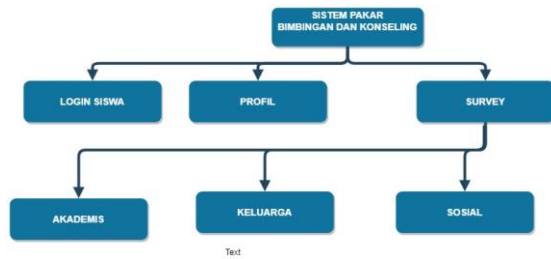 SISTEM PAKAR
BIMBINGAN DAN KONSELING
LOGIN SISWA
PROFIL
SURVEY
AKADEMIS
KELUARGA
SOSIAL
Text